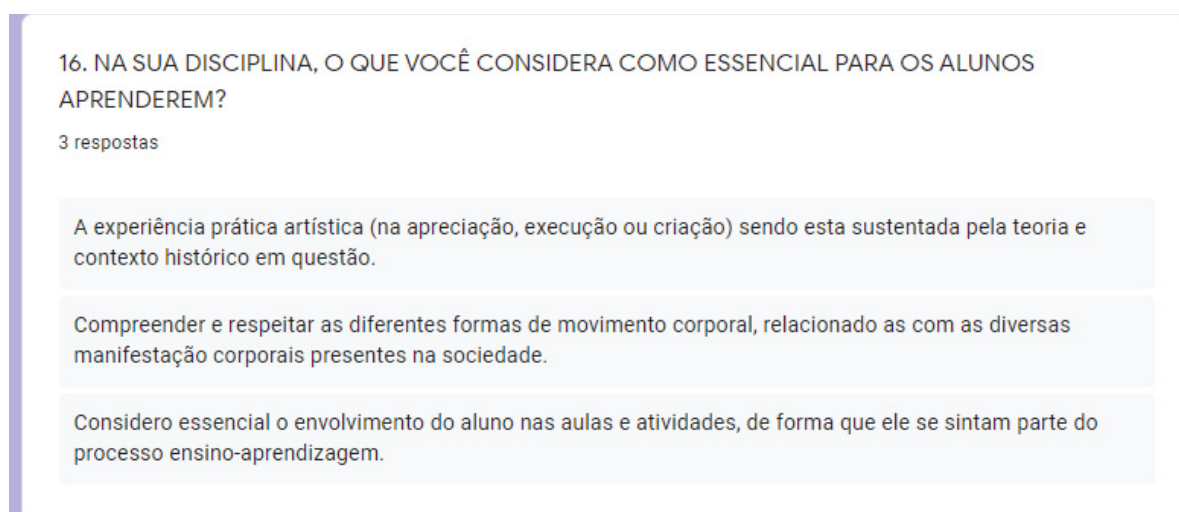 16. NA SUA DISCIPLINA, O QUE VOCÊ CONSIDERA COMO ESSENCIAL PARA OS ALUNOS
APRENDEREM?
3 respostas
A experiência prática artística (na apreciação, execução ou criação) sendo esta sustentada pela teoria e
contexto histórico em questão.
Compreender e respeitar as diferentes formas de movimento corporal, relacionado as com as diversas
manifestação corporais presentes na sociedade.
Considero essencial o envolvimento do aluno nas aulas e atividades, de forma que ele se sintam parte do
processo ensino-aprendizagem.